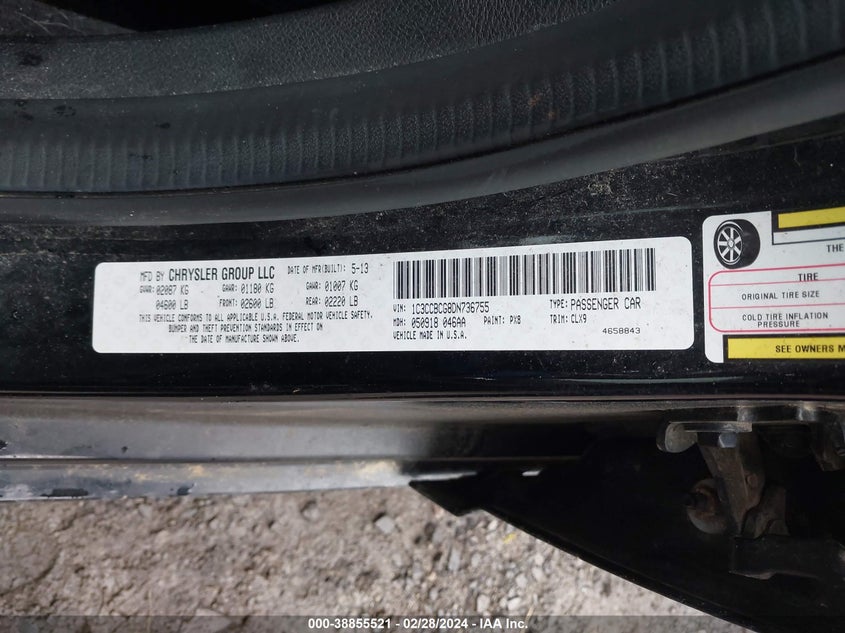 MFD BY CHRYSLER GROUP LLC DATE OF MFR(BUILT): 5-13
GVWR: 02087 KG GAWR: 01180 KG GAWR: 01007 KG
04600 LB FRONT: 02600 LB REAR: 02220 LB
THIS VEHICLE CONFORMS TO ALL APPLICABLE U.S.A. FEDERAL MOTOR VEHICLE SAFETY,
BUMPER AND THEFT PREVENTION STANDARDS IN EFFECT ON
THE DATE OF MANUFACTURE SHOWN ABOVE.
VIN: 1C3CCBCG8DN736755 TYPE: PASSENGER CAR
MDH: 050918 046AA PAINT: PX8 TRIM: CLX9
VEHICLE MADE IN U.S.A. 4658843
THE
TIRE
ORIGINAL TIRE SIZE
COLD TIRE INFLATION
PRESSURE
SEE OWNERS M
000-38855521 - 02/28/2024 - IAA Inc.